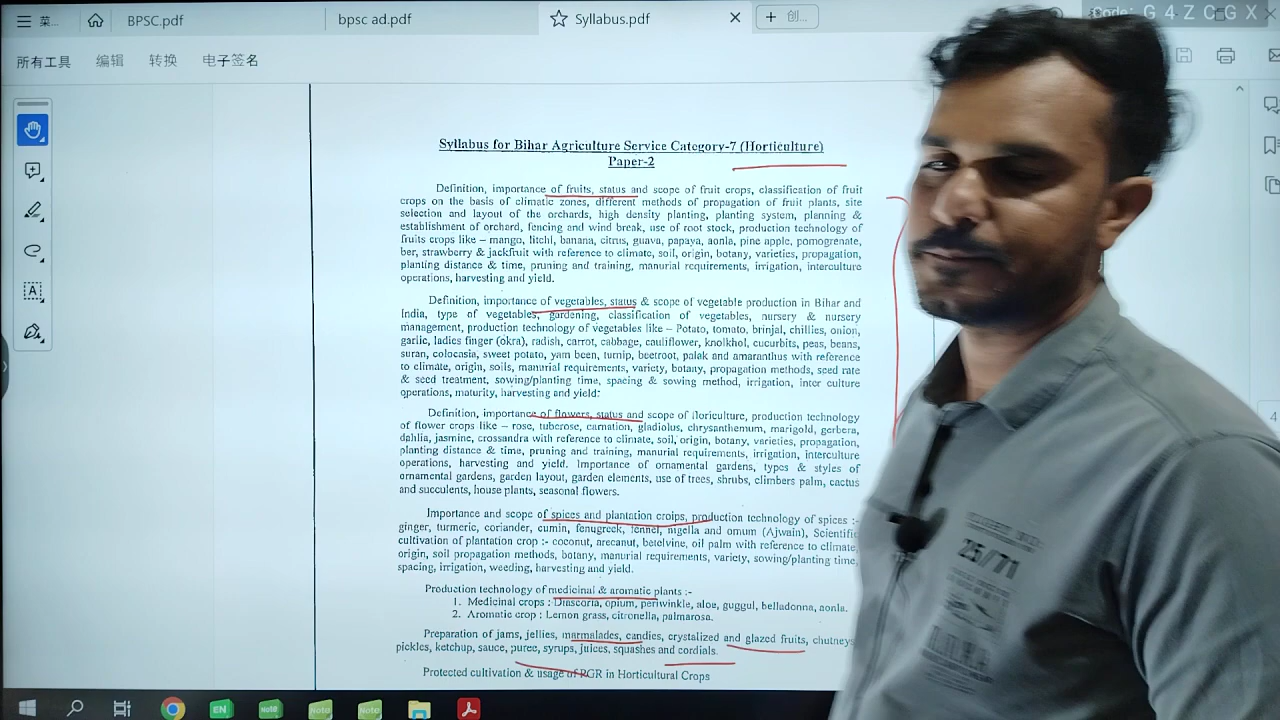 菜...
BPSC.pdf
bpsc ad.pdf
Syllabus.pdf
创...
Code: G 4 Z C G X
所有工具 编辑 转换 电子签名
Syllabus for Bihar Agriculture Service Category-7 (Horticulture)
Paper-2
Definition, importance of fruits, status and scope of fruit crops, classification of fruit
crops on the basis of climatic zones, different methods of propagation of fruit plants, site
selection and layout of the orchards, high density planting, planting system, planning &
establishment of orchard, fencing and wind break, use of root stock, production technology of
fruits crops like – mango, litchi, banana, citrus, guava, papaya, aonla, pine apple, pomogrenate,
ber, strawberry & jackfruit with reference to climate, soil, origin, botany, varieties, propagation,
planting distance & time, pruning and training, manurial requirements, irrigation, interculture
operations, harvesting and yield.
Definition, importance of vegetables, status & scope of vegetable production in Bihar and
India, type of vegetables, gardening, classification of vegetables, nursery & nursery
management, production technology of vegetables like – Potato, tomato, brinjal, chillies, onion,
garlic, ladies finger (okra), radish, carrot, cabbage, cauliflower, knolkhol, cucurbits, peas, beans,
suran, colocasia, sweet potato, yam been, turnip, beetroot, palak and amaranthus with reference
to climate, origin, soils, manurial requirements, variety, botany, propagation methods, seed rate
& seed treatment, sowing/planting time, spacing & sowing method, irrigation, inter culture
operations, maturity, harvesting and yield:
Definition, importance of flowers, status and scope of floriculture, production technology
of flower crops like – rose, tuberose, carnation, gladiolus, chrysanthemum, marigold, gerbera,
dahlia, jasmine, crossandra with reference to climate, soil, origin, botany, varieties, propagation,
planting distance & time, pruning and training, manurial requirements, irrigation, interculture
operations, harvesting and yield. Importance of ornamental gardens, types & styles of
ornamental gardens, garden layout, garden elements, use of trees, shrubs, climbers palm, cactus
and succulents, house plants, seasonal flowers.
Importance and scope of spices and plantation croips, production technology of spices :-
ginger, turmeric, coriander, cumin, fenugreek, fennel, nigella and omum (Ajwain), Scientific
cultivation of plantation crop :- coconut, arecanut, betelvine, oil palm with reference to climate,
origin, soil propagation methods, botany, manurial requirements, variety, sowing/planting time,
spacing, irrigation, weeding, harvesting and yield.
Production technology of medicinal & aromatic plants :-
1. Medicinal crops : Diascoria, opium, periwinkle, aloe, guggul, belladonna, aonla.
2. Aromatic crop : Lemon grass, citronella, palmarosa.
Preparation of jams, jellies, marmalades, candies, crystalized and glazed fruits, chutneys
pickles, ketchup, sauce, puree, syrups, juices, squashes and cordials.
Protected cultivation & usage of PGR in Horticultural Crops
4
25//71
EN
Note
Note
Note